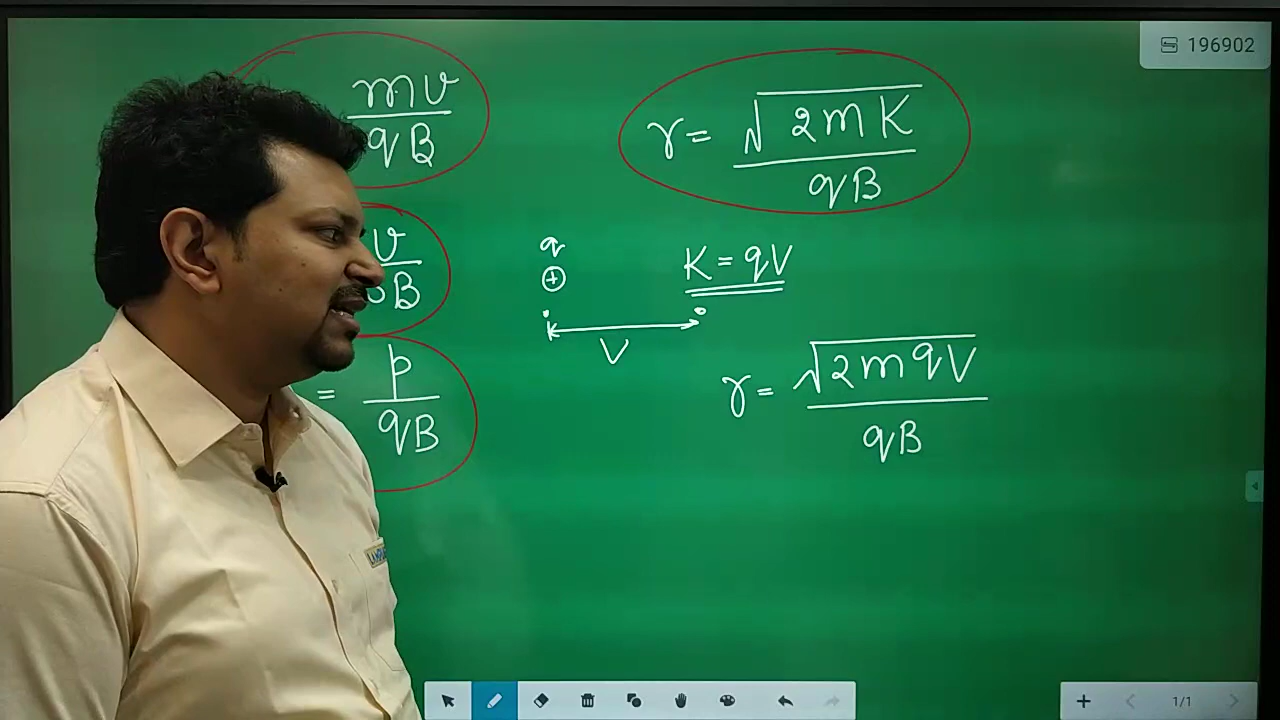 196902
mv
qB
r = √2mK
qB
v
B
q
⊕
K = qV
V
= p
qB
r = √2mqV
qB
1/1